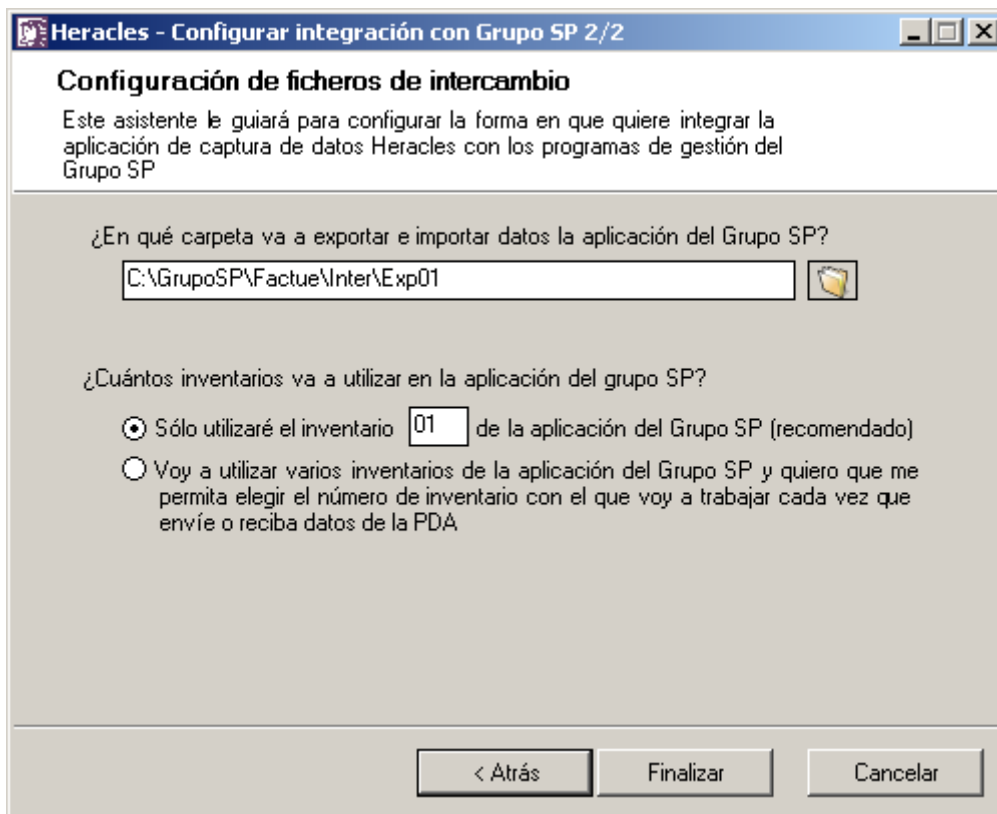 Heracles - Configurar integración con Grupo SP 2/2
Configuración de ficheros de intercambio
Este asistente le guiará para configurar la forma en que quiere integrar la
aplicación de captura de datos Heracles con los programas de gestión del
Grupo SP
¿En qué carpeta va a exportar e importar datos la aplicación del Grupo SP?
C:\GrupoSP\Factue\Inter\Exp01
¿Cuántos inventarios va a utilizar en la aplicación del grupo SP?
Sólo utilizaré el inventario 01 de la aplicación del Grupo SP (recomendado)
Voy a utilizar varios inventarios de la aplicación del Grupo SP y quiero que me
permita elegir el número de inventario con el que voy a trabajar cada vez que
envíe o reciba datos de la PDA
< Atrás Finalizar Cancelar